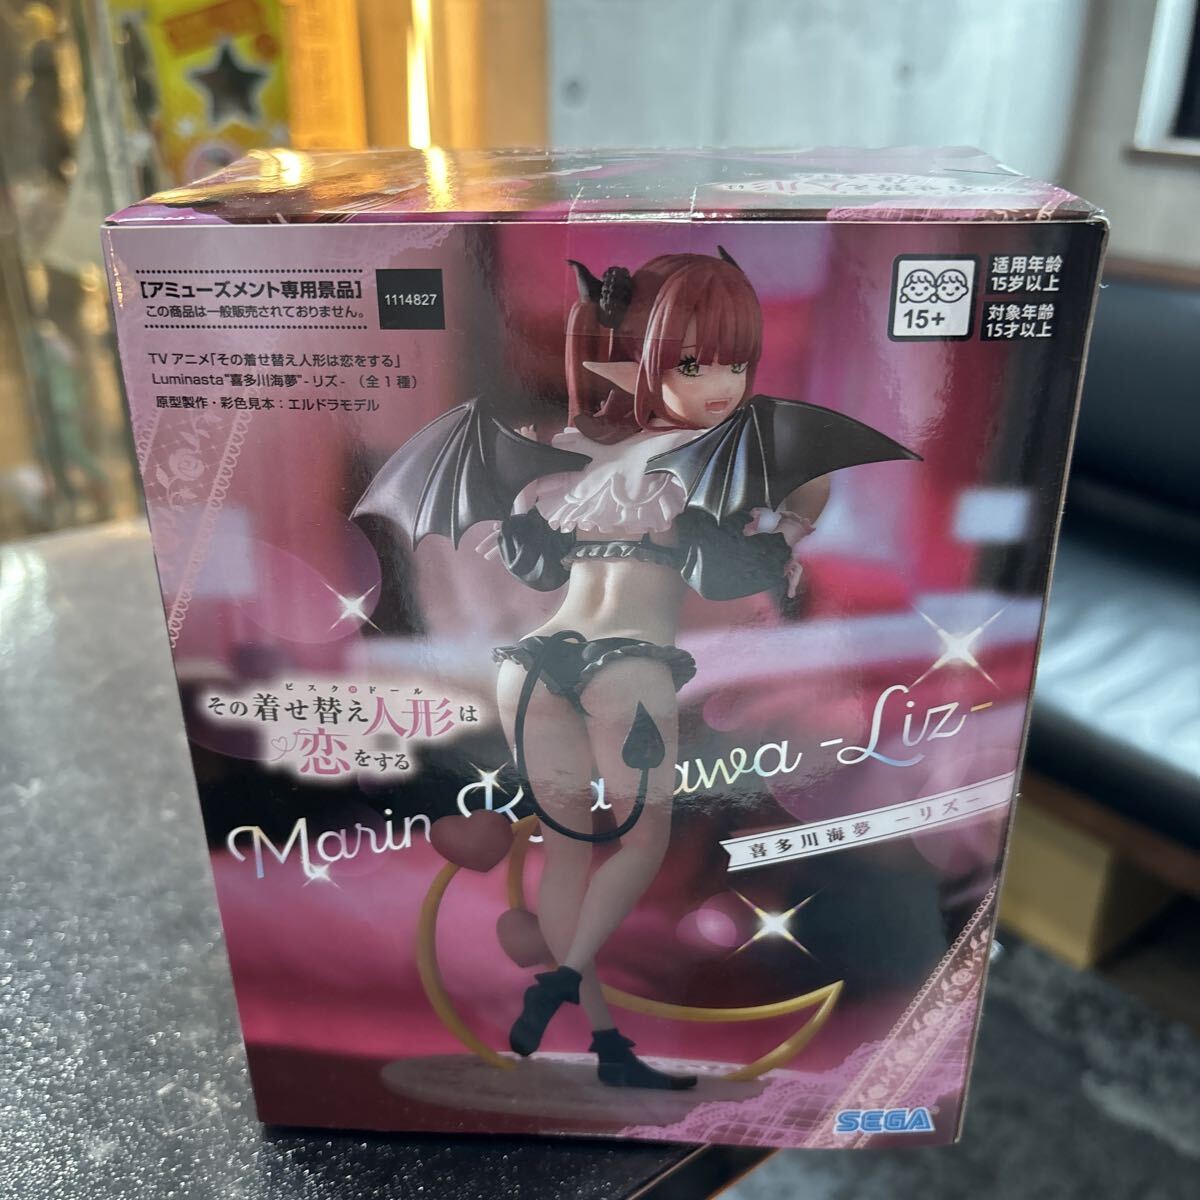 [アミューズメント専用景品]
この商品は一般販売されておりません。
1114827
TV アニメ「その着せ替え人形は恋をする」
Luminasta"喜多川海夢"-リズ-（全1種）
原型製作・彩色見本：エルドラモデル
15+
适用年龄
15岁以上
対象年齢
15才以上
ビスク・ドール
その着せ替え人形は
恋をする
Marin awa -Liz-
喜多川海夢 -リズ-
SEGA